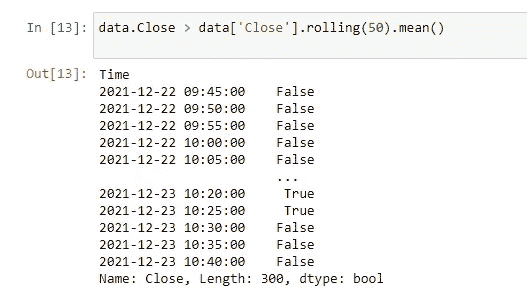 In [13]: data.Close > data['Close'].rolling(50).mean()
Out[13]: Time
2021-12-22 09:45:00    False
2021-12-22 09:50:00    False
2021-12-22 09:55:00    False
2021-12-22 10:00:00    False
2021-12-22 10:05:00    False
...
2021-12-23 10:20:00     True
2021-12-23 10:25:00     True
2021-12-23 10:30:00    False
2021-12-23 10:35:00    False
2021-12-23 10:40:00    False
Name: Close, Length: 300, dtype: bool